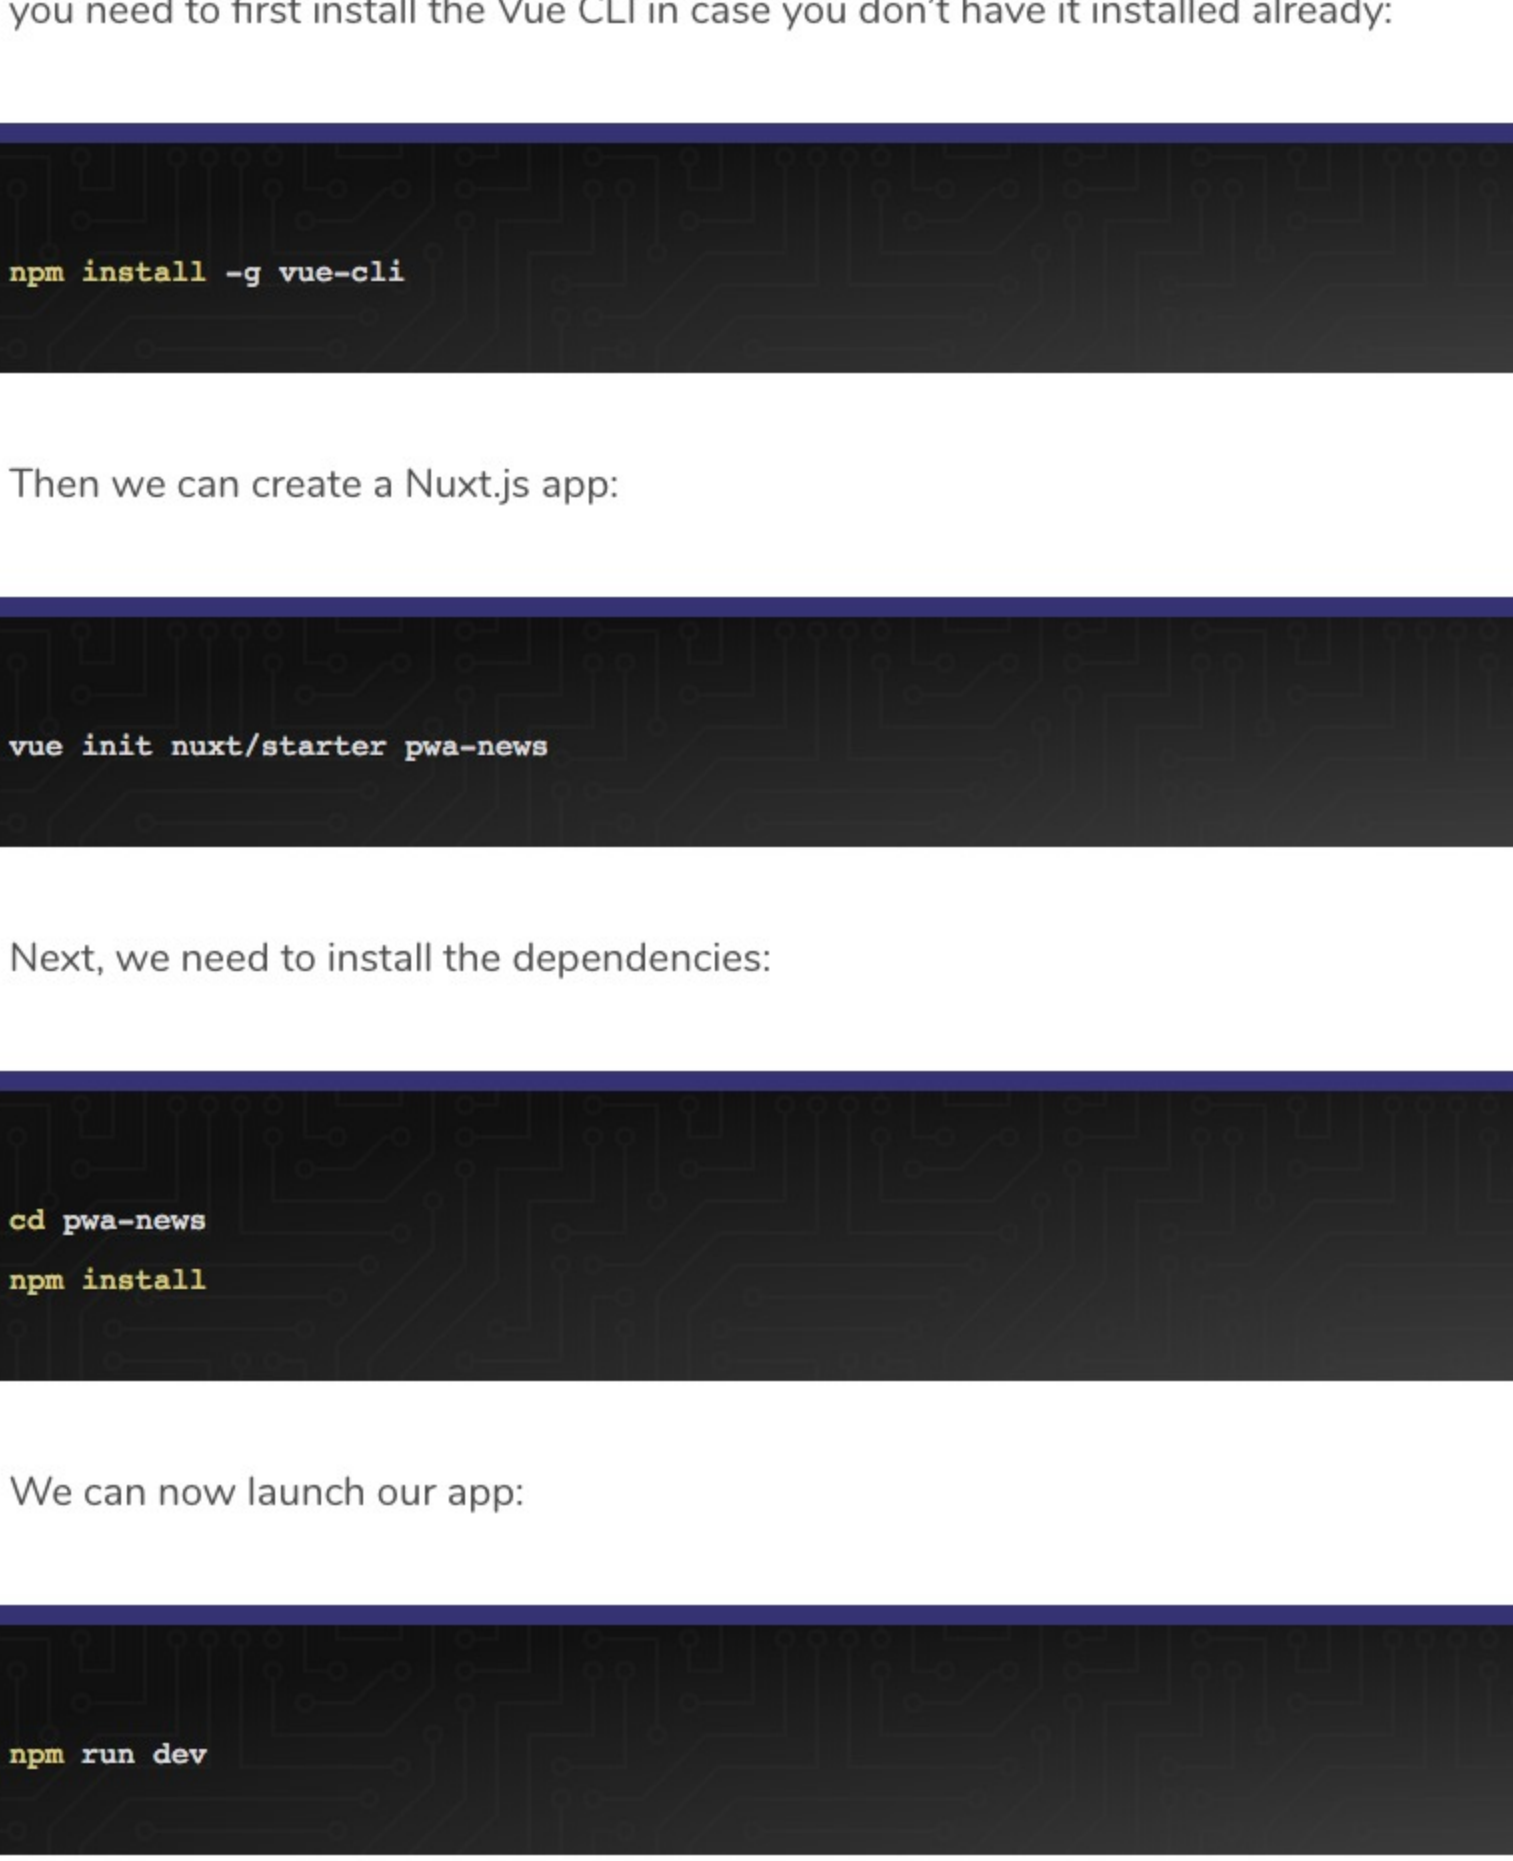 you need to first install the Vue CLI in case you don't have it installed already:
npm install -g vue-cli
Then we can create a Nuxt.js app:
vue init nuxt/starter pwa-news
Next, we need to install the dependencies:
cd pwa-news
npm install
We can now launch our app:
npm run dev